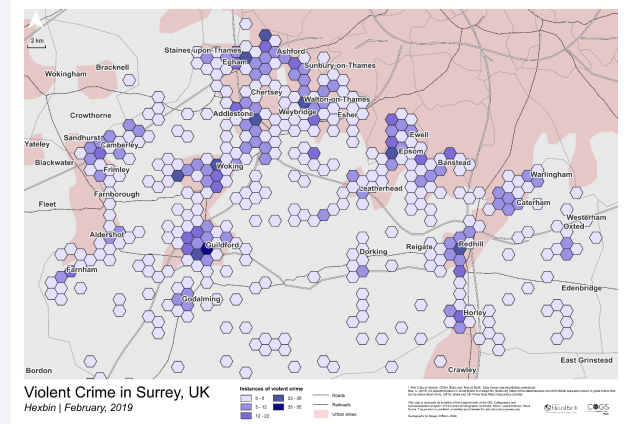 2 km
Staines-upon-Thames
Ashford
Egham
Sunbury-on-Thames
Bracknell
Wokingham
Chertsey
Walton-on-Thames
Crowthorne
Addlestone
Weybridge
Esher
Sandhurst
Ewell
Yateley
Camberley
Epsom
Blackwater
Banstead
Frimley
Woking
Warlingham
Leatherhead
Farnborough
Caterham
Fleet
Westerham
Oxted
Aldershot
Guildford
Reigate
Redhill
Dorking
Farnham
Edenbridge
Godalming
Horley
East Grinstead
Bordon
Crawley
Violent Crime in Surrey, UK
Hexbin | February, 2019
Instances of violent crime
0 - 5
5 - 12
12 - 22
22 - 35
35 - 55
Roads
Railroads
Urban areas
Natural Earth
COGS